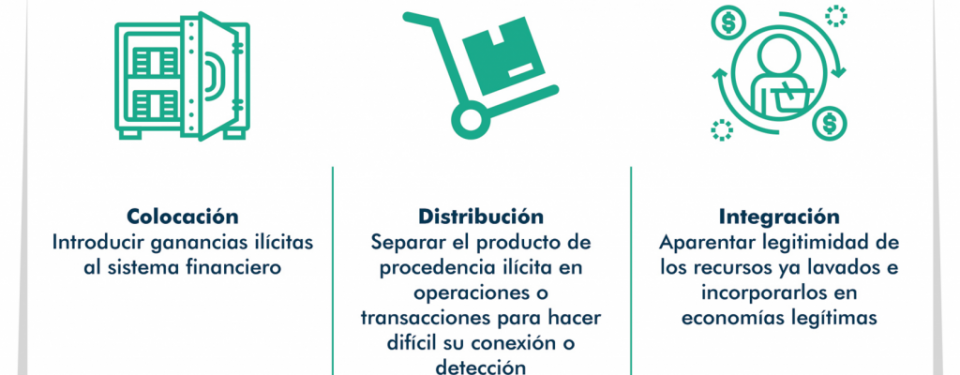 Colocación
Introducir ganancias ilícitas
al sistema financiero
Distribución
Separar el producto de
procedencia ilícita en
operaciones o
transacciones para hacer
difícil su conexión o
detección
Integración
Aparentar legitimidad de
los recursos ya lavados e
incorporarlos en
economías legítimas